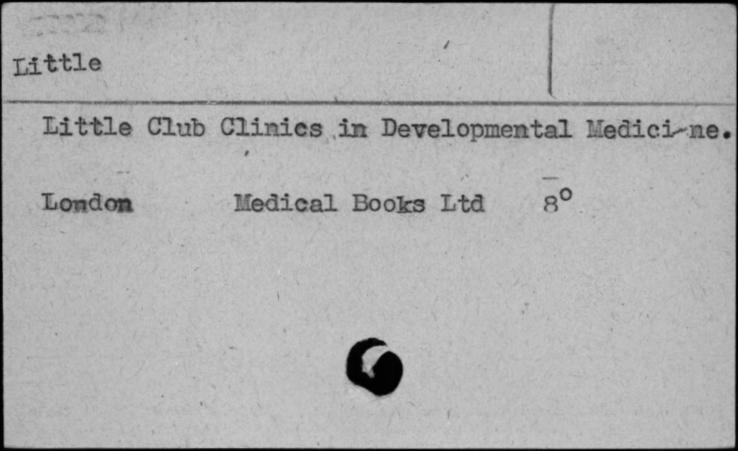 Little
Little Club Clinics in Developmental Medici-ne.
London Medical Books Ltd 8°